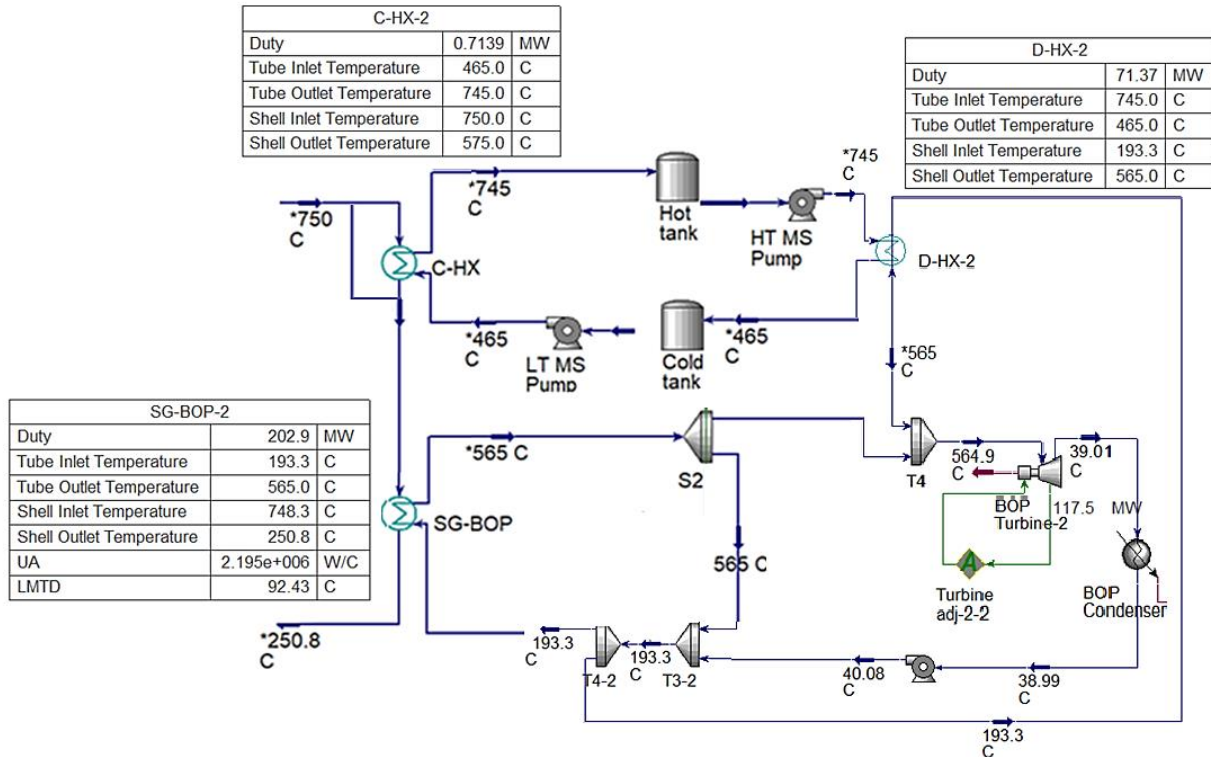 C-HX-2
Duty 0.7139 MW
Tube Inlet Temperature 465.0 C
Tube Outlet Temperature 745.0 C
Shell Inlet Temperature 750.0 C
Shell Outlet Temperature 575.0 C
D-HX-2
Duty 71.37 MW
Tube Inlet Temperature 745.0 C
Tube Outlet Temperature 465.0 C
Shell Inlet Temperature 193.3 C
Shell Outlet Temperature 565.0 C
*750
C
*745
C
Hot
tank
*745
C
HT MS
Pump
C-HX
D-HX-2
*465
C
LT MS
Pump
Cold
tank
*465
C
*565
C
SG-BOP-2
Duty 202.9 MW
Tube Inlet Temperature 193.3 C
Tube Outlet Temperature 565.0 C
Shell Inlet Temperature 748.3 C
Shell Outlet Temperature 250.8 C
UA 2.195e+006 W/C
LMTD 92.43 C
*565 C
S2
T4
564.9
C
39.01
C
SG-BOP
BOP
Turbine-2
117.5 MW
565 C
A
Turbine
adj-2-2
BOP
Condenser
*250.8
C
193.3
C
T4-2
193.3
C
T3-2
40.08
C
38.99
C
193.3
C